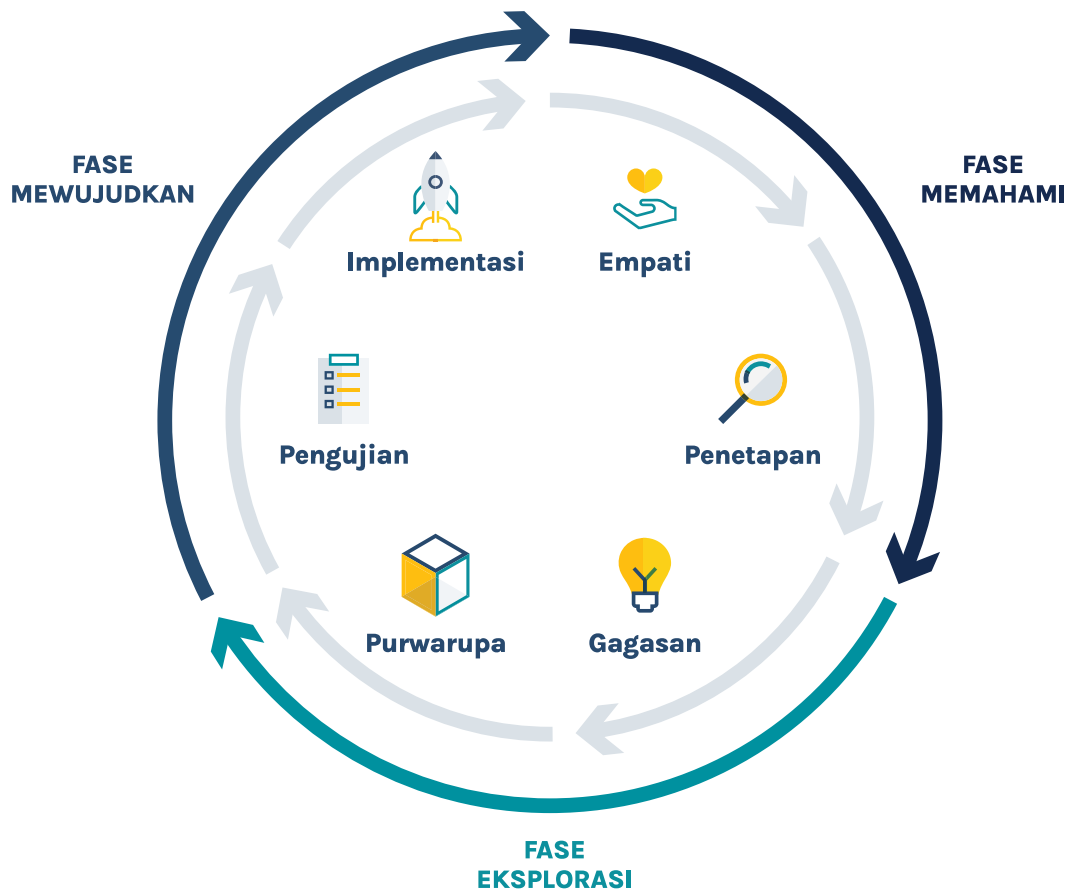 FASE
MEWUJUDKAN
FASE
MEMAHAMI
Implementasi
Empati
Pengujian
Penetapan
Purwarupa
Gagasan
FASE
EKSPLORASI